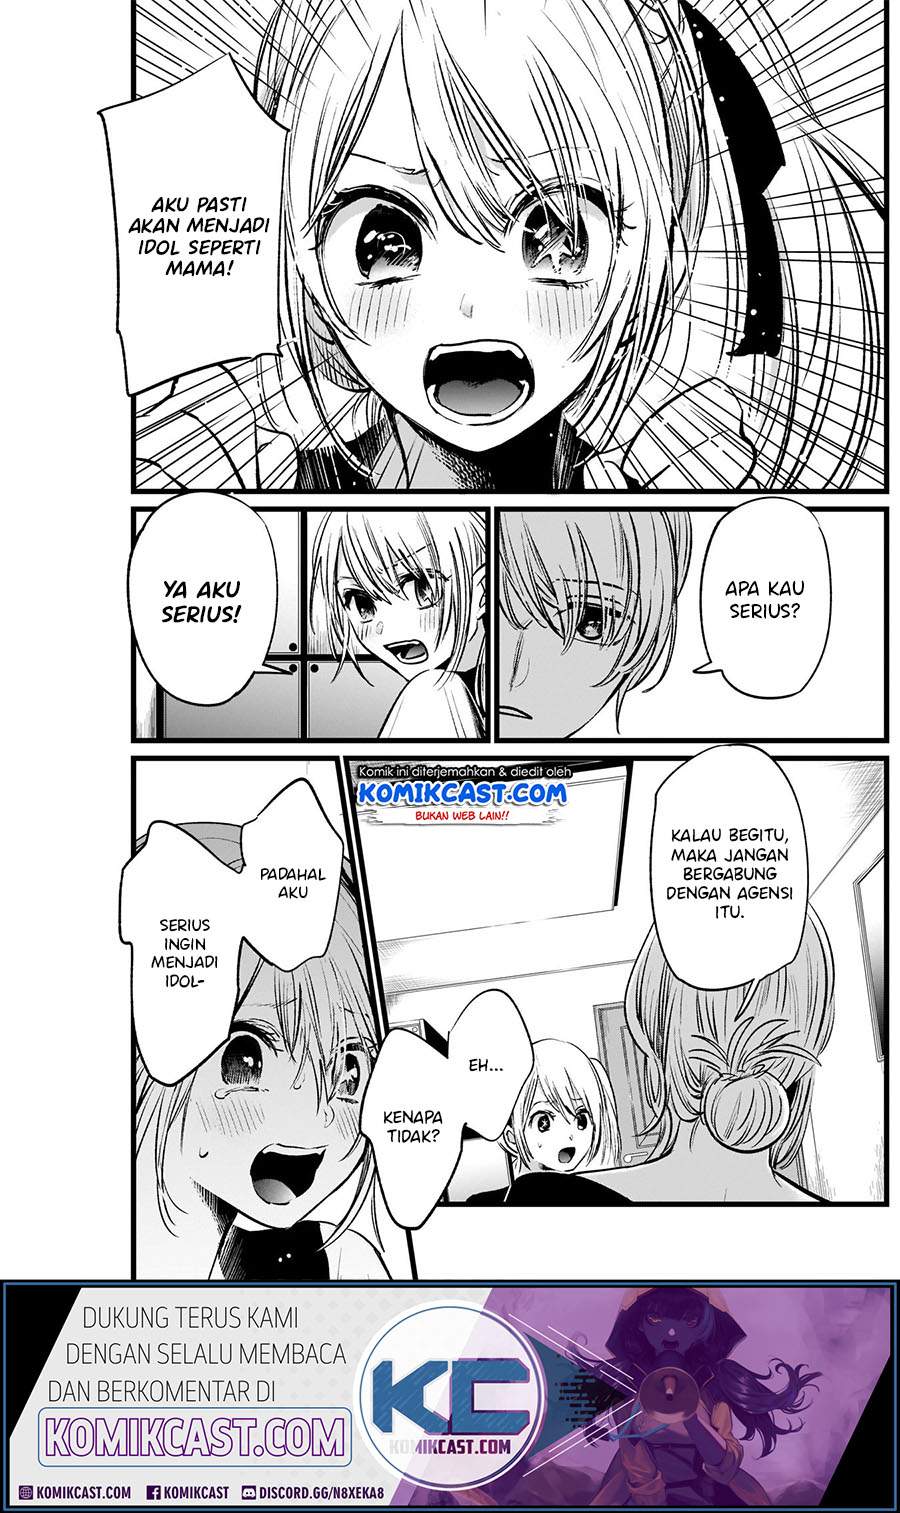 AKU PASTI
AKAN MENJADI
IDOL SEPERTI
MAMA!
APA KAU
SERIUS?
YA AKU
SERIUS!
KALAU BEGITU,
MAKA JANGAN
BERGABUNG
DENGAN AGENSI
ITU.
Komik ini diterjemahkan & diedit oleh
KOMIKCAST.COM
BUKAN WEB LAIN!!
EH...
KENAPA
TIDAK?
PADAHAL
AKU
SERIUS
INGIN
MENJADI
IDOL-
DUKUNG TERUS KAMI
DENGAN SELALU MEMBACA
DAN BERKOMENTAR DI
KOMIKCAST.COM
KC
KOMIKCAST.COM
KOMIKCAST.COM KOMIKCAST DISCORD.GG/N8XEKA8